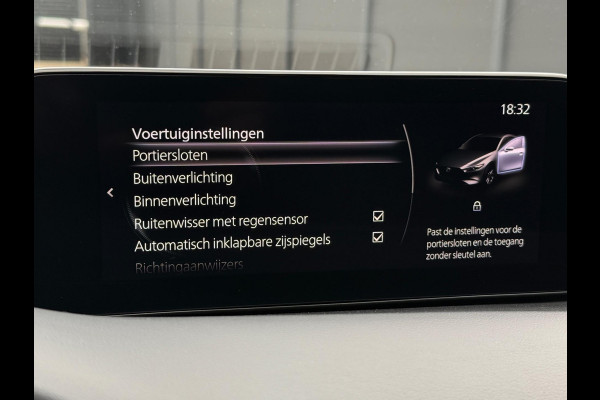 18:32
Voertuiginstellingen
Portiersloten
Buitenverlichting
Binnenverlichting
Ruitenwisser met regensensor
Automatisch inklapbare zijspiegels
Richtingaanwijzers
Past de instellingen voor de
portiersloten en de toegang
zonder sleutel aan.